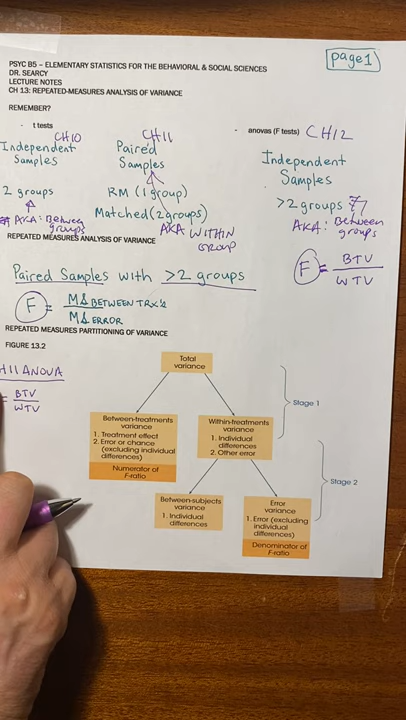 page 1
PSYC B5 – ELEMENTARY STATISTICS FOR THE BEHAVIORAL & SOCIAL SCIENCES
DR. SEARCY
LECTURE NOTES
CH 13: REPEATED-MEASURES ANALYSIS OF VARIANCE
REMEMBER?
- t tests
CH10
Independent
Samples
2 groups
AKA: Between
groups
CH11
Paired
Samples
RM (1 group)
Matched (2 groups)
AKA WITHIN
GROUP
- anovas (F tests) CH12
Independent
Samples
>2 groups
AKA: Between
groups
F = BTV
WTV
REPEATED MEASURES ANALYSIS OF VARIANCE
Paired Samples with >2 groups
F = MΔ BETWEEN TRX's
MΔ ERROR
REPEATED MEASURES PARTITIONING OF VARIANCE
FIGURE 13.2
ANOVA
= BTV
WTV
Total
variance
Stage 1
Between-treatments
variance
1. Treatment effect
2. Error or chance
(excluding individual
differences)
Numerator of
F-ratio
Within-treatments
variance
1. Individual
differences
2. Other error
Stage 2
Between-subjects
variance
1. Individual
differences
Error
variance
1. Error (excluding
individual
differences)
Denominator of
F-ratio